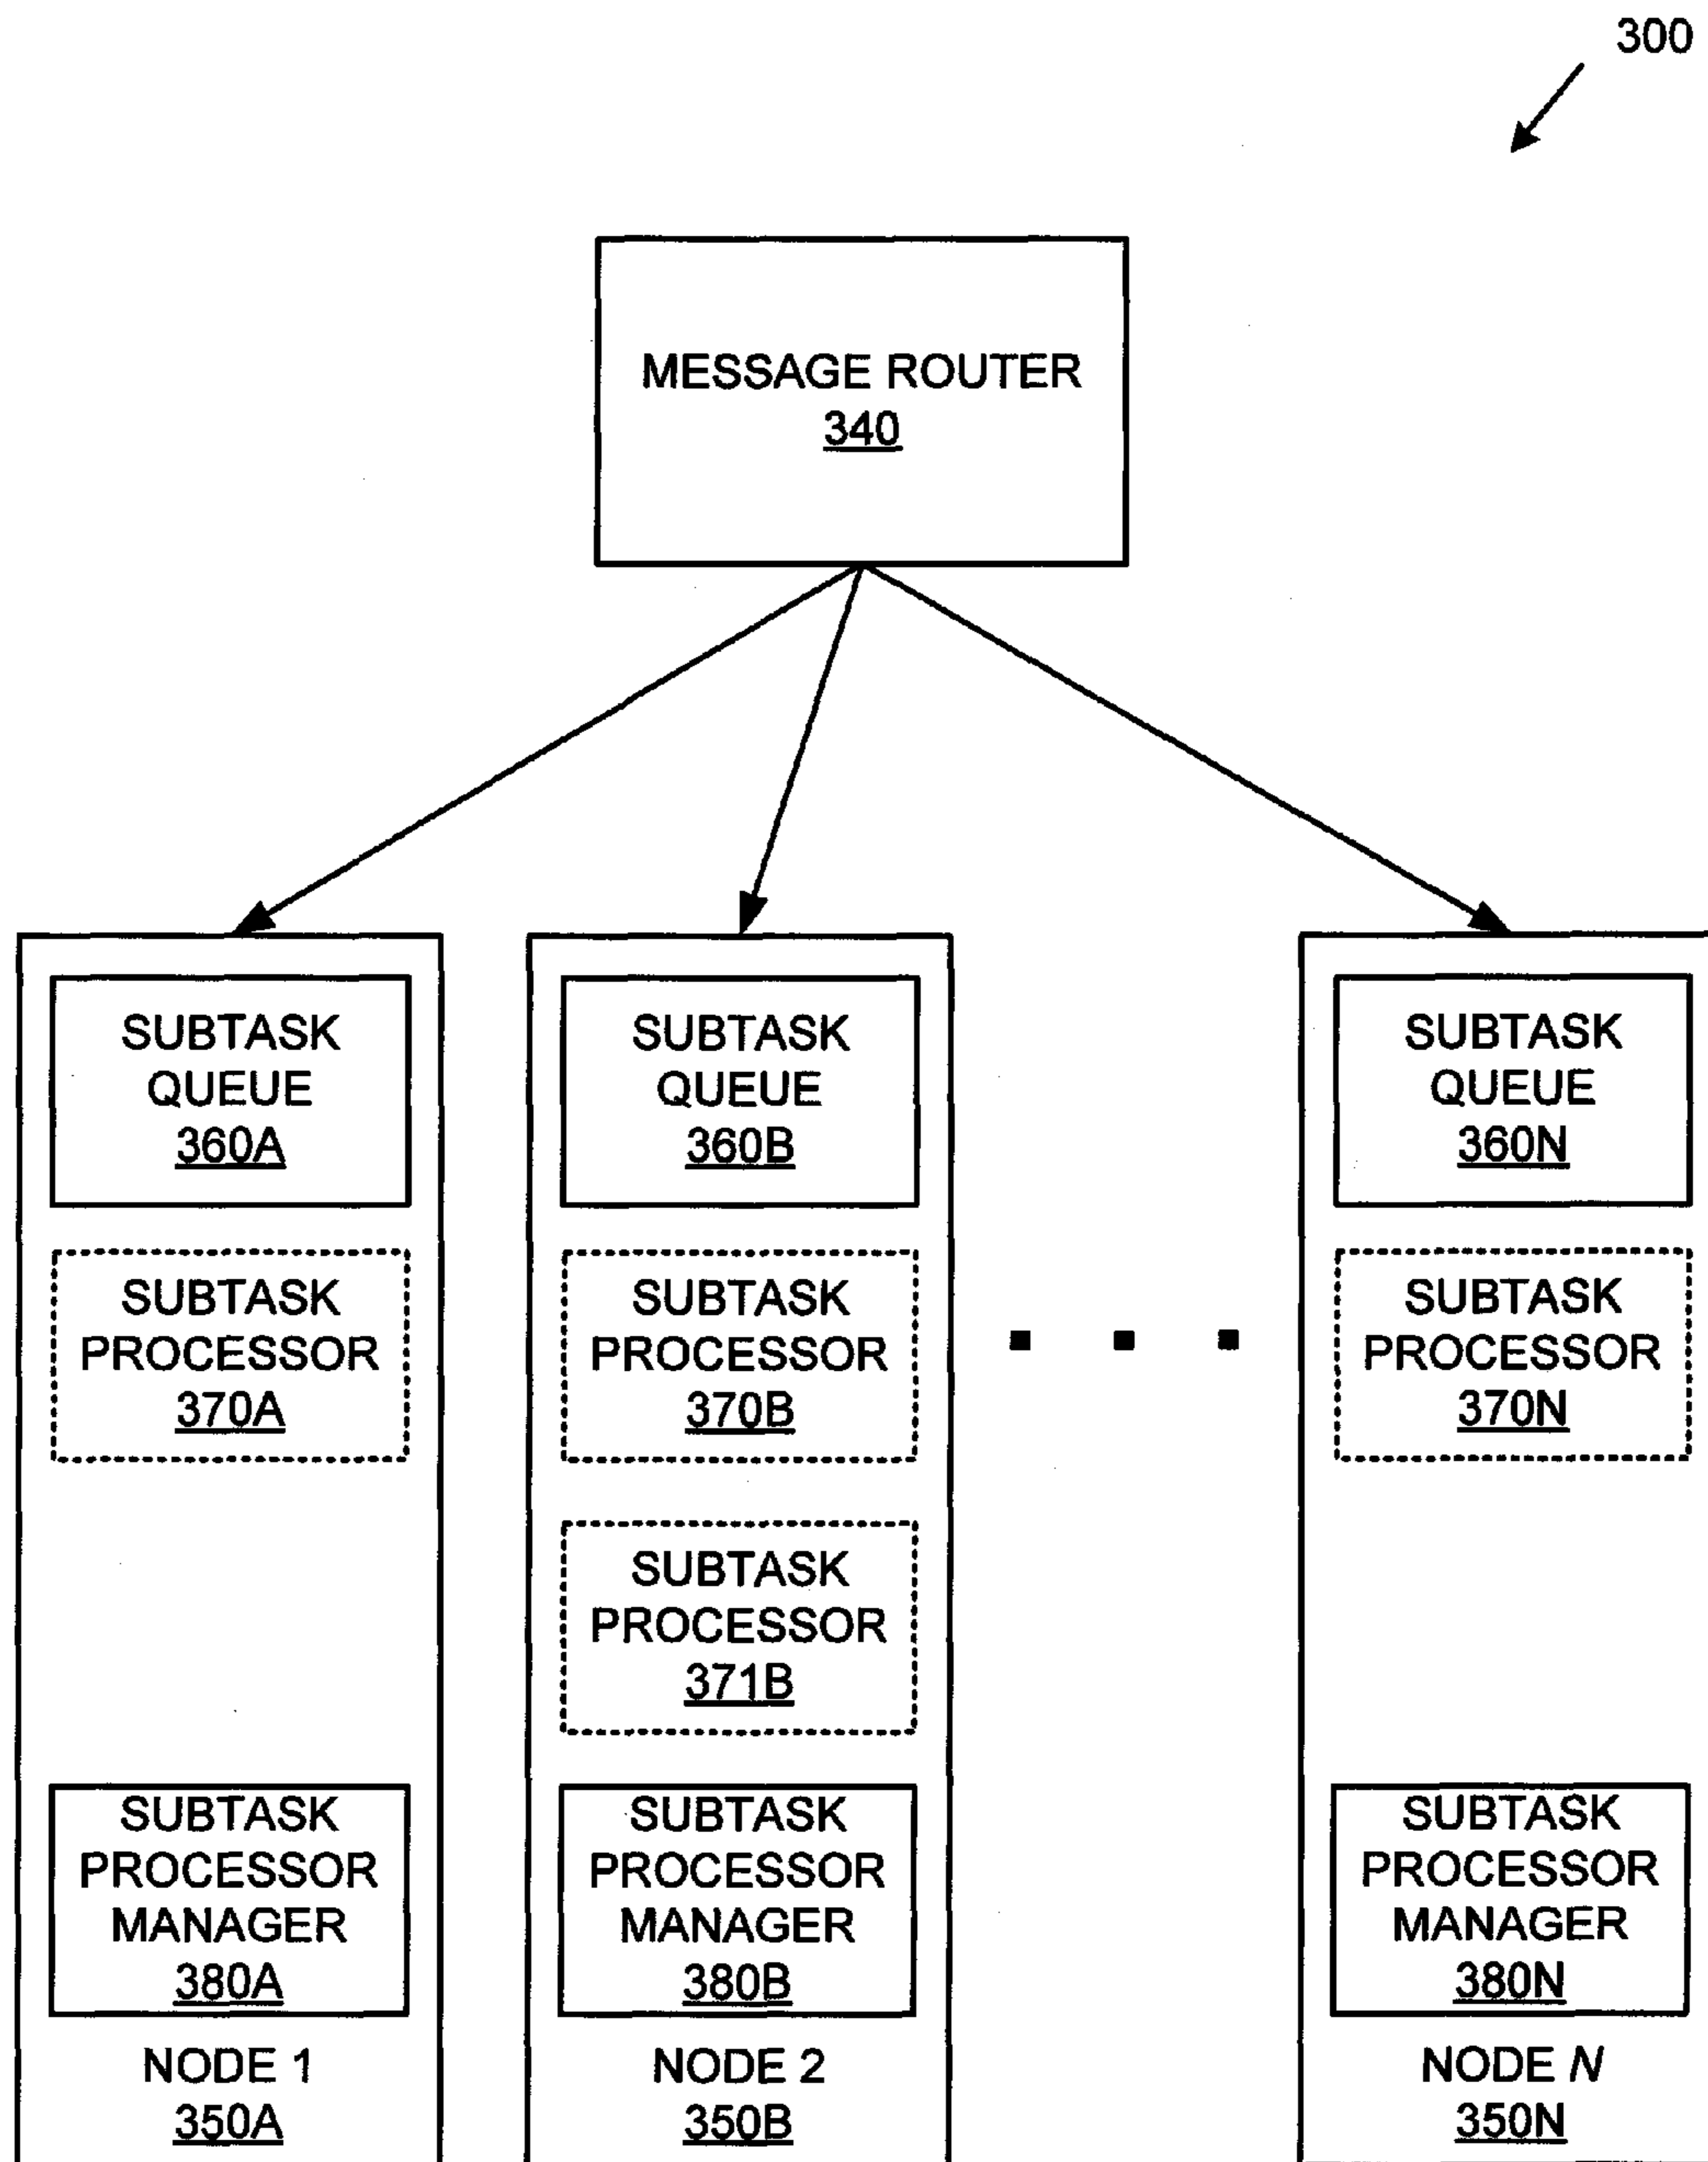 300
MESSAGE ROUTER
340
SUBTASK
QUEUE
360A
SUBTASK
PROCESSOR
370A
SUBTASK
PROCESSOR
MANAGER
380A
NODE 1
350A
SUBTASK
QUEUE
360B
SUBTASK
PROCESSOR
370B
SUBTASK
PROCESSOR
371B
SUBTASK
PROCESSOR
MANAGER
380B
NODE 2
350B
SUBTASK
QUEUE
360N
SUBTASK
PROCESSOR
370N
SUBTASK
PROCESSOR
MANAGER
380N
NODE N
350N